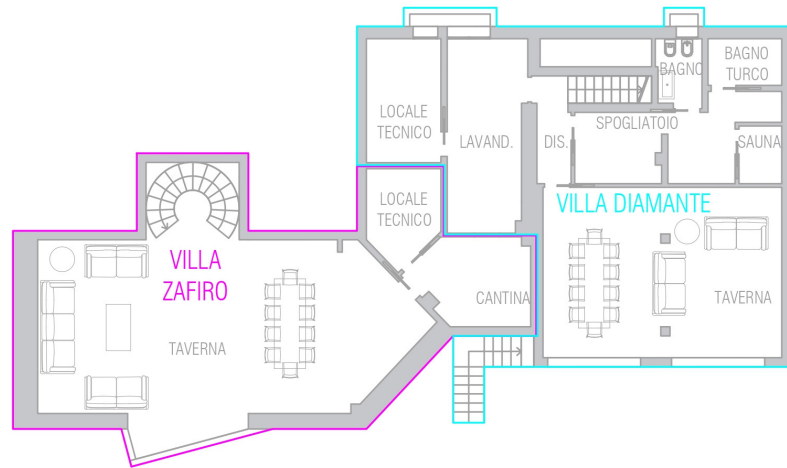 BAGNO
BAGNO
TURCO
LOCALE
TECNICO
LAVAND.
DIS.
SPOGLIATOIO
SAUNA
LOCALE
TECNICO
VILLA DIAMANTE
VILLA
ZAFIRO
CANTINA
TAVERNA
TAVERNA